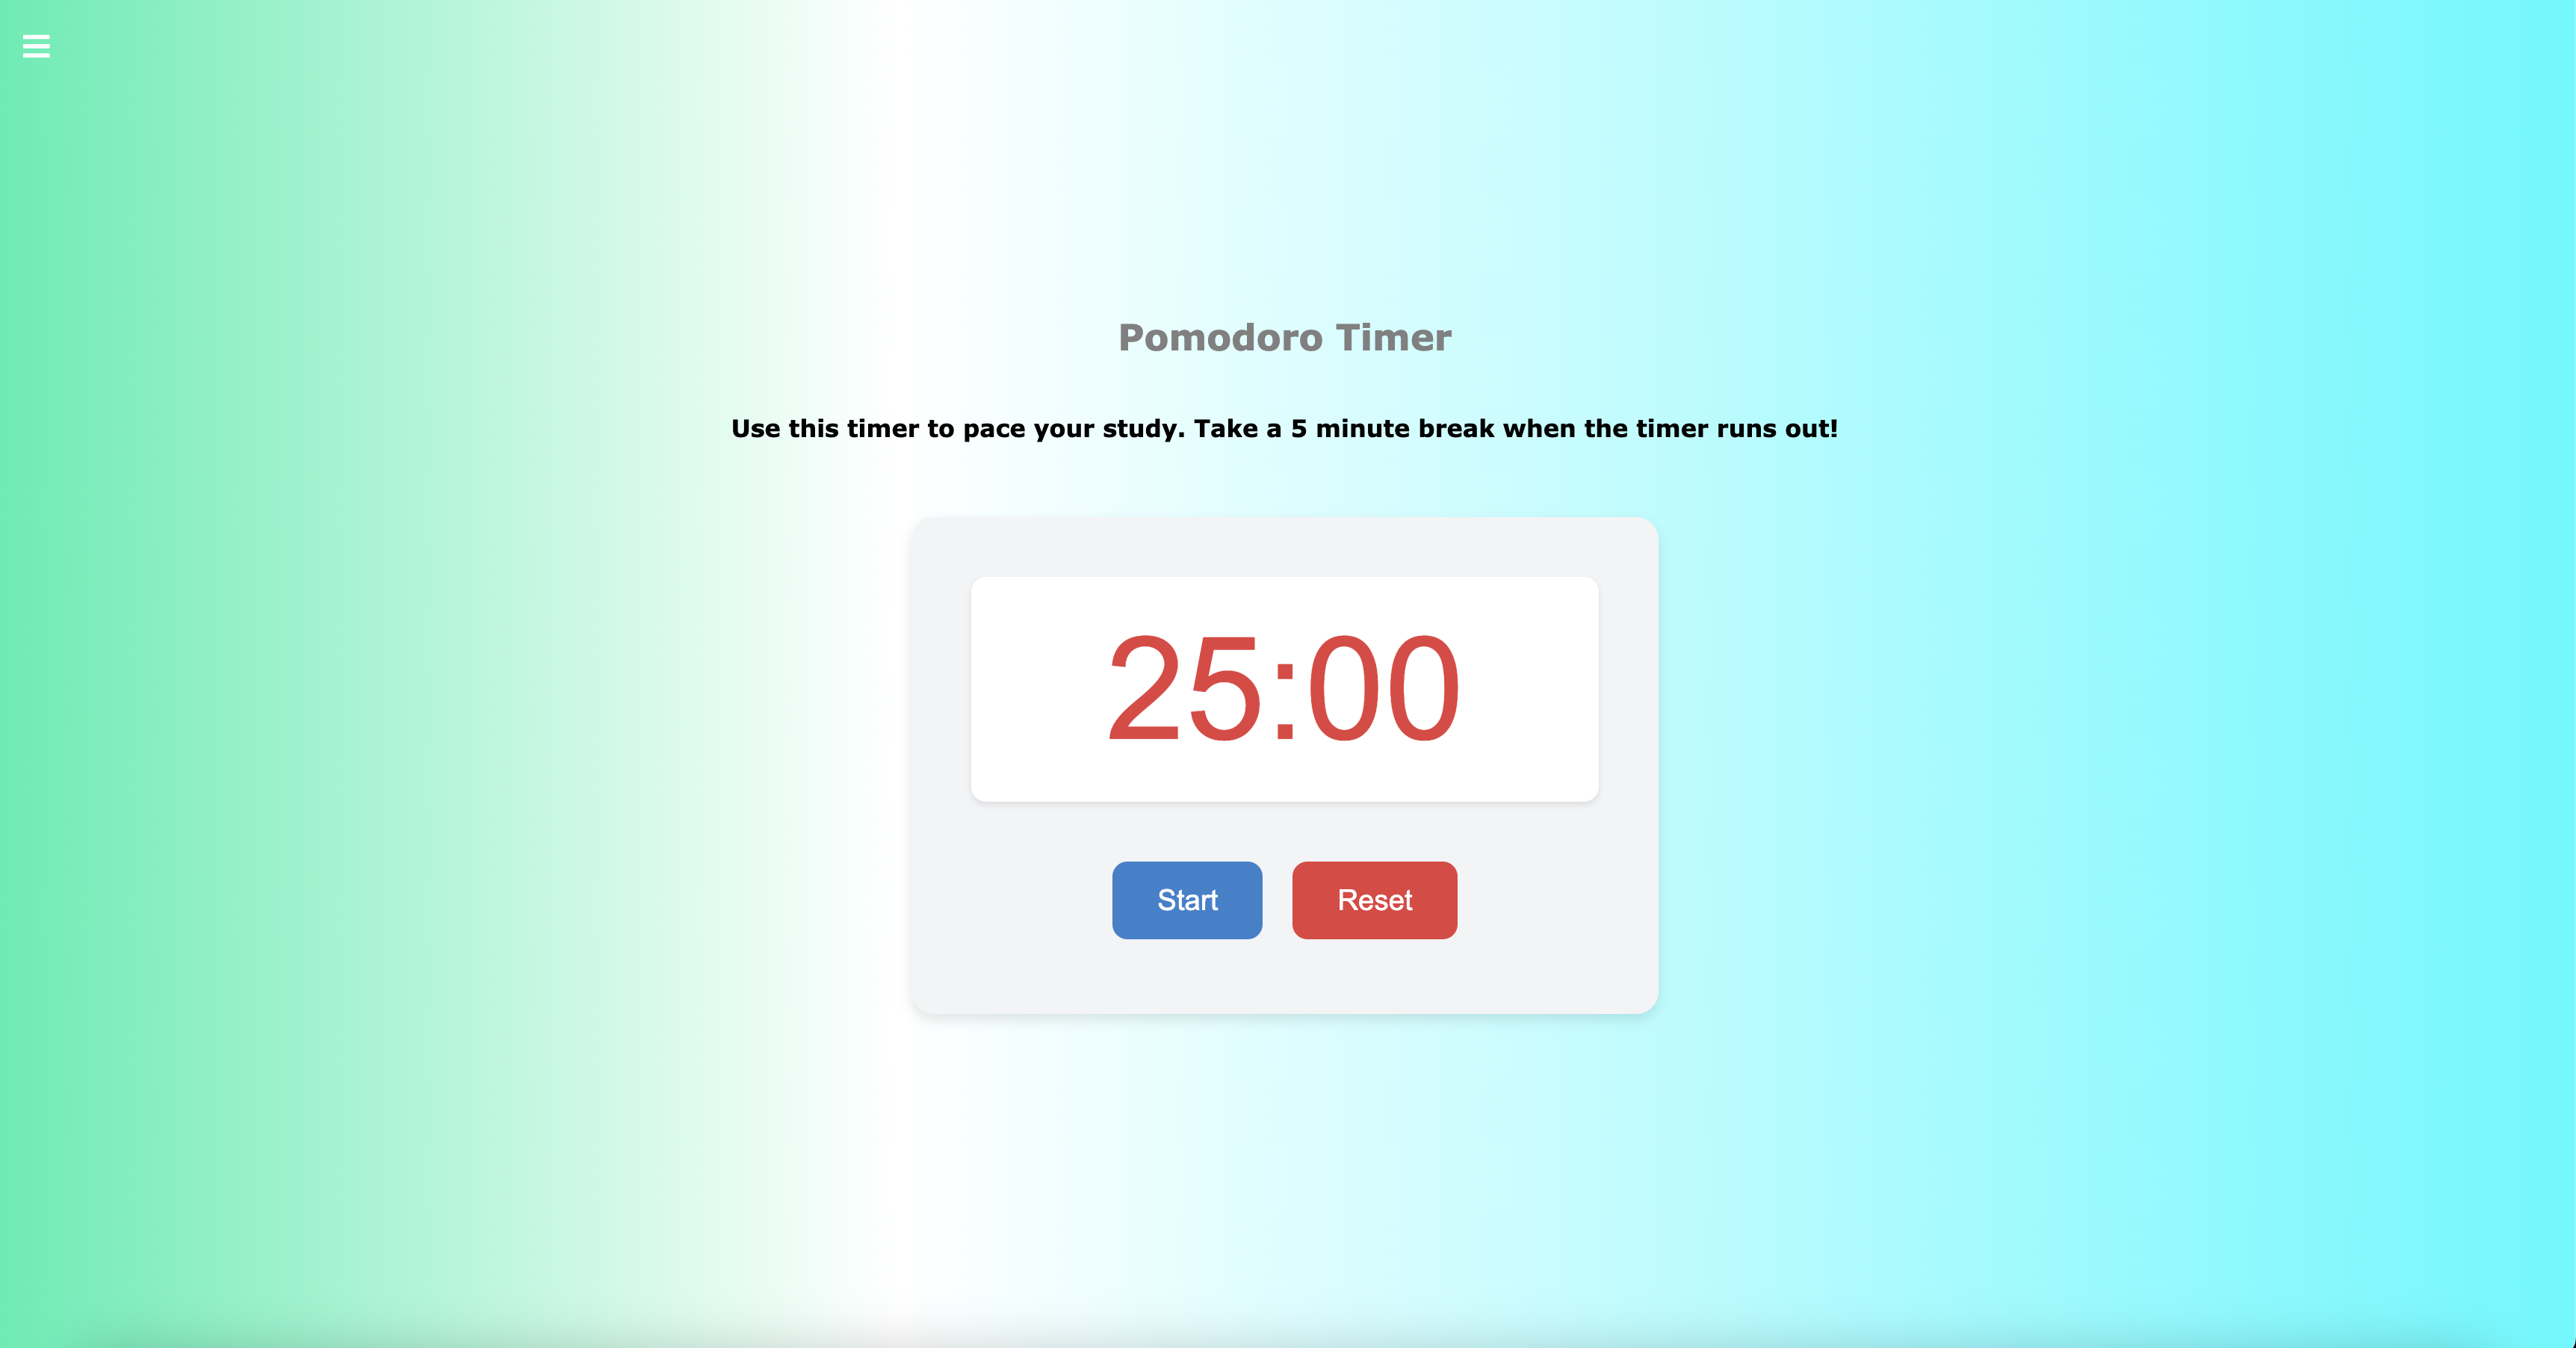 Pomodoro Timer
Use this timer to pace your study. Take a 5 minute break when the timer runs out!
25:00
Start
Reset